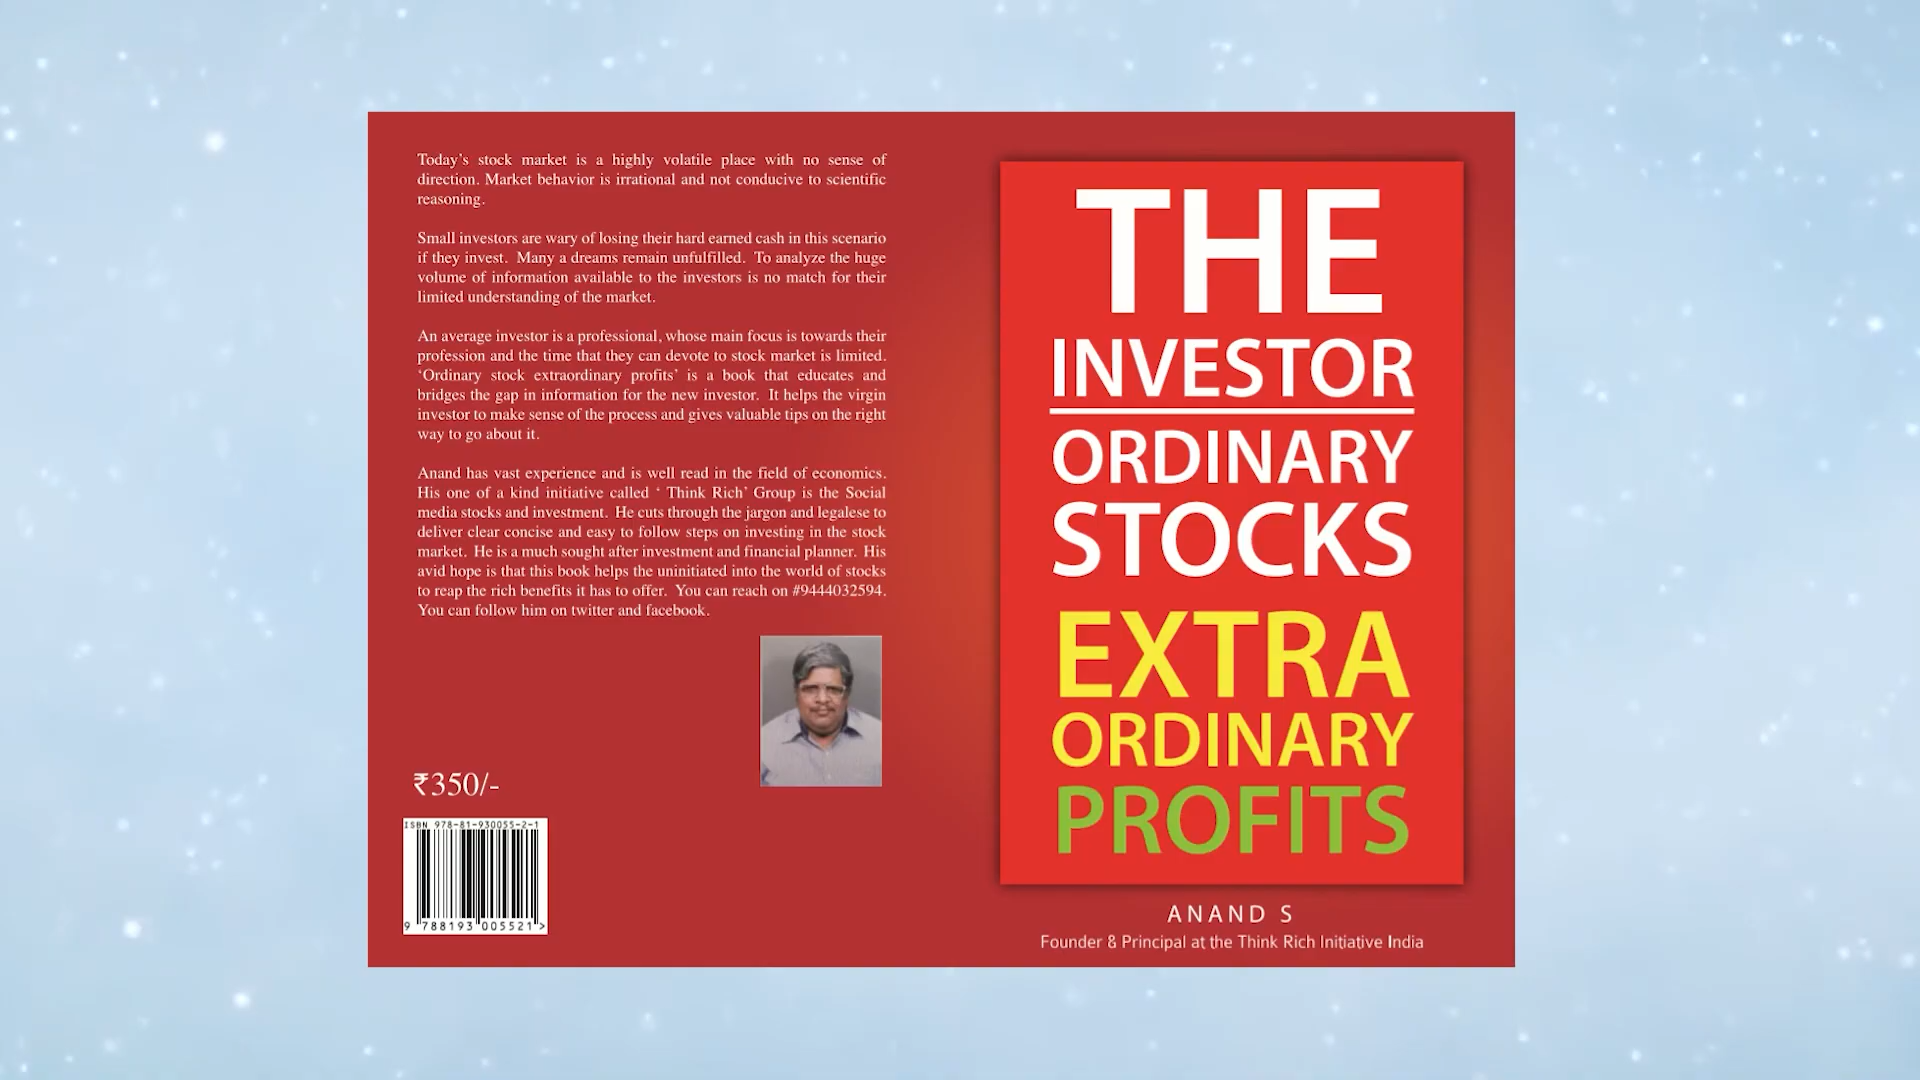 Today's stock market is a highly volatile place with no sense of
direction. Market behavior is irrational and not conducive to scientific
reasoning.
Small investors are wary of losing their hard earned cash in this scenario
if they invest. Many a dreams remain unfulfilled. To analyze the huge
volume of information available to the investors is no match for their
limited understanding of the market.
An average investor is a professional, whose main focus is towards their
profession and the time that they can devote to stock market is limited.
‘Ordinary stock extraordinary profits’ is a book that educates and
bridges the gap in information for the new investor. It helps the virgin
investor to make sense of the process and gives valuable tips on the right
way to go about it.
Anand has vast experience and is well read in the field of economics.
His one of a kind initiative called ‘ Think Rich’ Group is the Social
media stocks and investment. He cuts through the jargon and legalese to
deliver clear concise and easy to follow steps on investing in the stock
market. He is a much sought after investment and financial planner. His
avid hope is that this book helps the uninitiated into the world of stocks
to reap the rich benefits it has to offer. You can reach on #9444032594.
You can follow him on twitter and facebook.
₹350/-
ISBN 978-81-930055-2-1
9 788193 005521 >
THE
INVESTOR
ORDINARY
STOCKS
EXTRA
ORDINARY
PROFITS
ANAND S
Founder & Principal at the Think Rich Initiative India